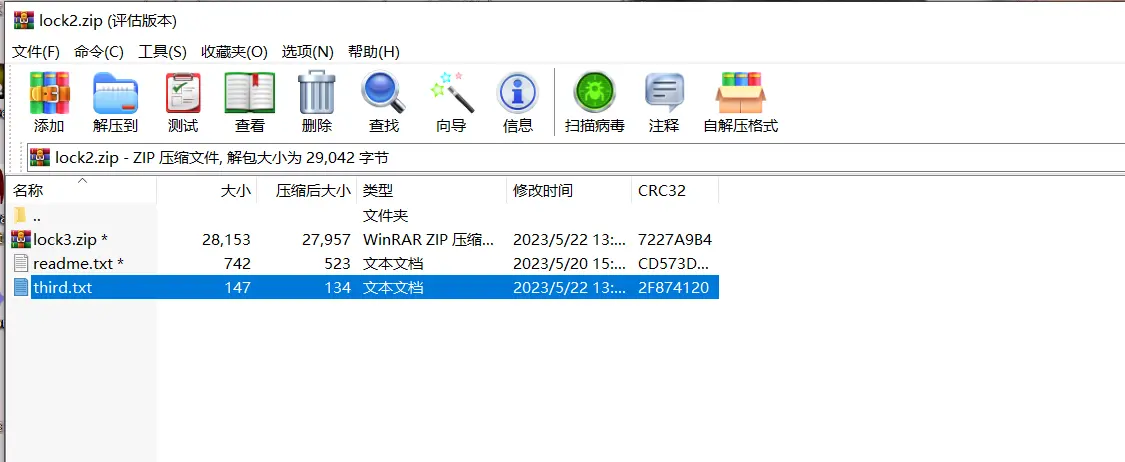 lock2.zip (评估版本)
文件(F) 命令(C) 工具(S) 收藏夹(O) 选项(N) 帮助(H)
添加 解压到 测试 查看 删除 查找 向导 信息 扫描病毒 注释 自解压格式
lock2.zip - ZIP 压缩文件, 解包大小为 29,042 字节
名称 大小 压缩后大小 类型 修改时间 CRC32
.. 文件夹
lock3.zip * 28,153 27,957 WinRAR ZIP 压缩... 2023/5/22 13:... 7227A9B4
readme.txt * 742 523 文本文档 2023/5/20 15:... CD573D...
third.txt 147 134 文本文档 2023/5/22 13:... 2F874120